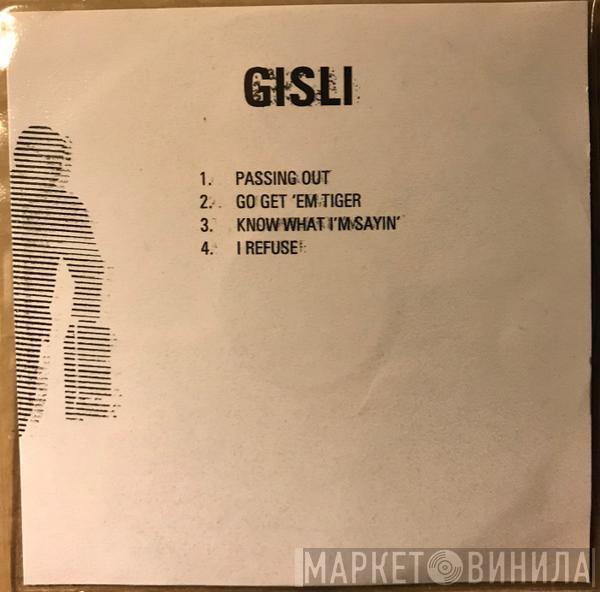 GISLI
1. PASSING OUT
2. GO GET 'EM TIGER
3. KNOW WHAT I'M SAYIN'
4. I REFUSE
МАРКЕТ ВИНИЛА